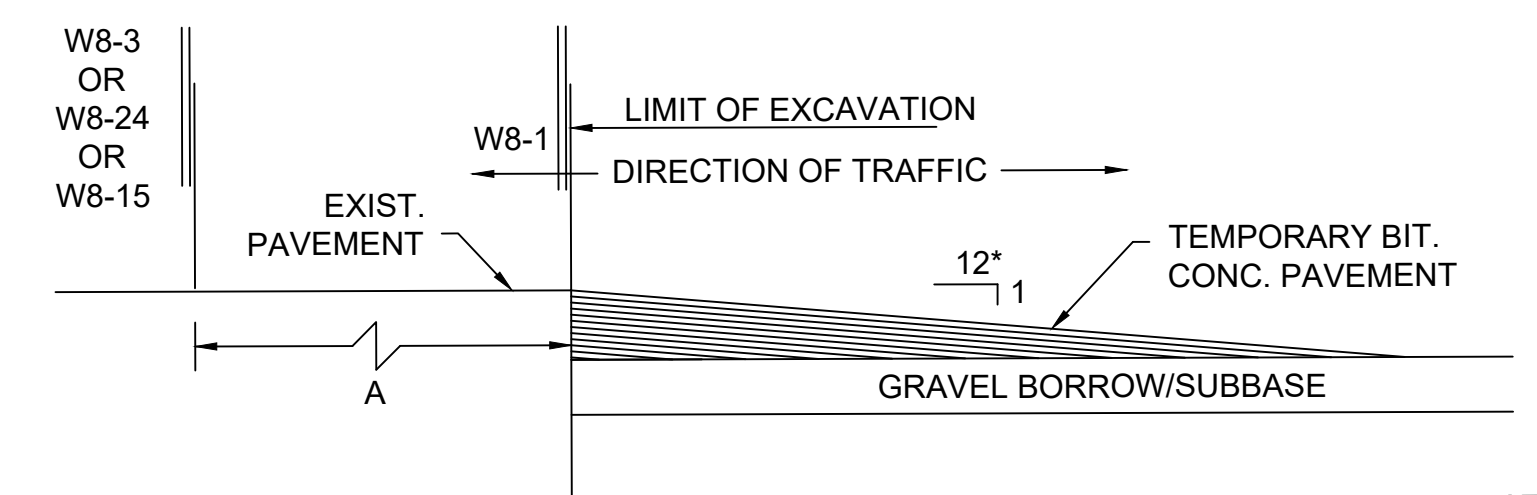 W8-3
OR
W8-24
OR
W8-15
W8-1
LIMIT OF EXCAVATION
DIRECTION OF TRAFFIC
EXIST.
PAVEMENT
12*
1
TEMPORARY BIT.
CONC. PAVEMENT
A
GRAVEL BORROW/SUBBASE